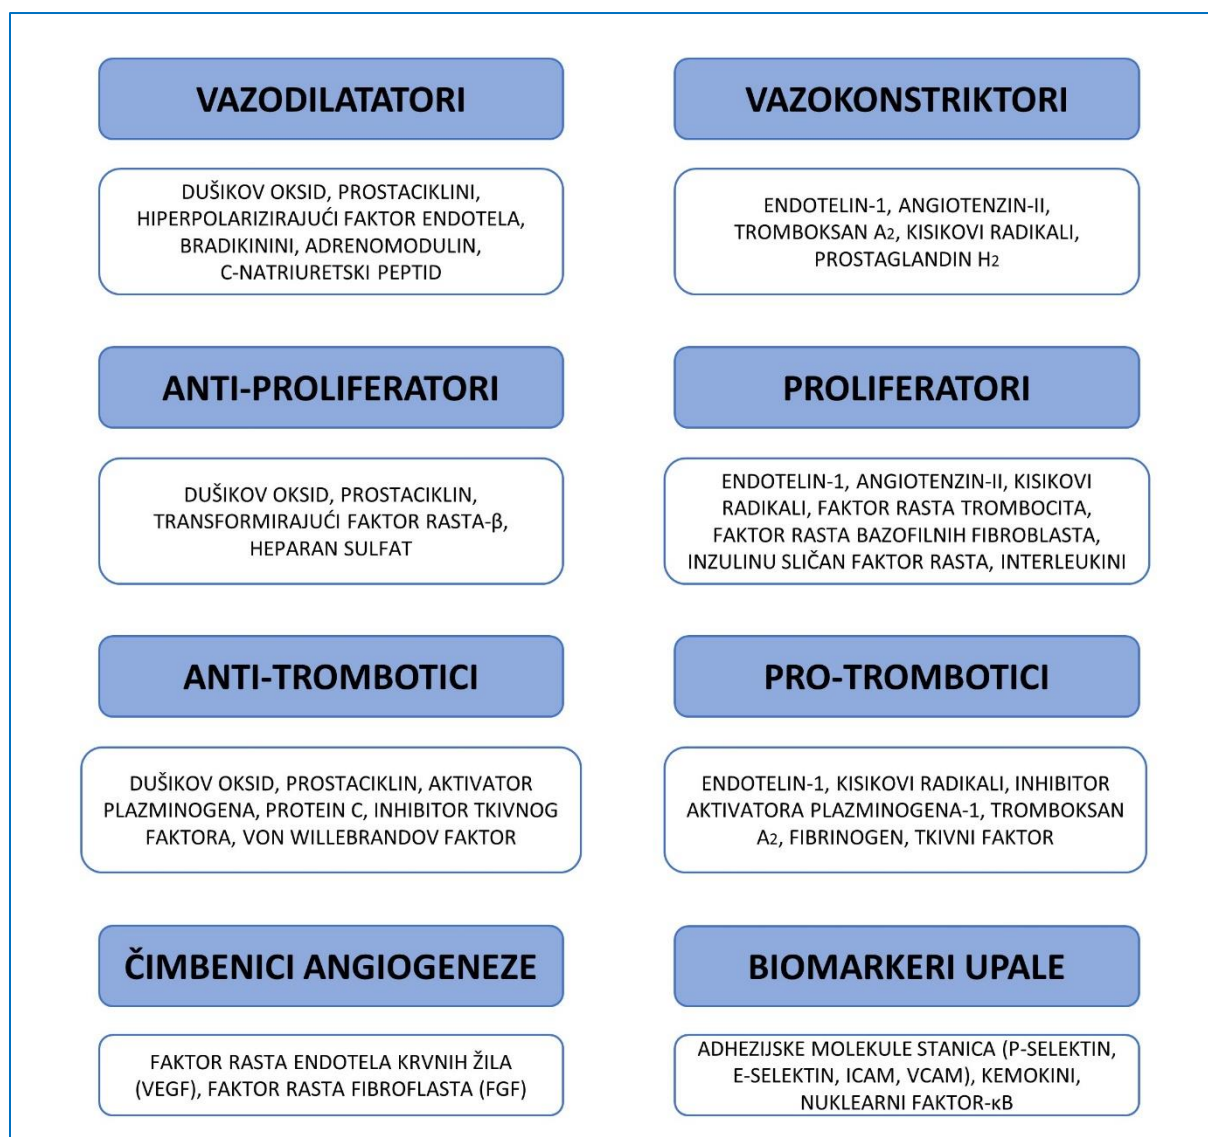 VAZODILATATORI
DUŠIKOV OKSID, PROSTACIKLINI,
HIPERPOLARIZIRAJUĆI FAKTOR ENDOTELA,
BRADIKININI, ADRENOMODULIN,
C-NATRIURETSKI PEPTID
VAZOKONSTRIKTORI
ENDOTELIN-1, ANGIOTENZIN-II,
TROMBOKSAN A2, KISIKOVI RADIKALI,
PROSTAGLANDIN H2
ANTI-PROLIFERATORI
DUŠIKOV OKSID, PROSTACIKLIN,
TRANSFORMIRAJUĆI FAKTOR RASTA-β,
HEPARAN SULFAT
PROLIFERATORI
ENDOTELIN-1, ANGIOTENZIN-II, KISIKOVI
RADIKALI, FAKTOR RASTA TROMBOCITA,
FAKTOR RASTA BAZOFILNIH FIBROBLASTA,
INZULINU SLIČAN FAKTOR RASTA, INTERLEUKINI
ANTI-TROMBOTICI
DUŠIKOV OKSID, PROSTACIKLIN, AKTIVATOR
PLAZMINOGENA, PROTEIN C, INHIBITOR TKIVNOG
FAKTORA, VON WILLEBRANDOV FAKTOR
PRO-TROMBOTICI
ENDOTELIN-1, KISIKOVI RADIKALI, INHIBITOR
AKTIVATORA PLAZMINOGENA-1, TROMBOKSAN
A2, FIBRINOGEN, TKIVNI FAKTOR
ČIMBENICI ANGIOGENEZE
FAKTOR RASTA ENDOTELA KRVNIH ŽILA
(VEGF), FAKTOR RASTA FIBROFLASTA (FGF)
BIOMARKERI UPALE
ADHEZIJSKE MOLEKULE STANICA (P-SELEKTIN,
E-SELEKTIN, ICAM, VCAM), KEMOKINI,
NUKLEARNI FAKTOR-κB